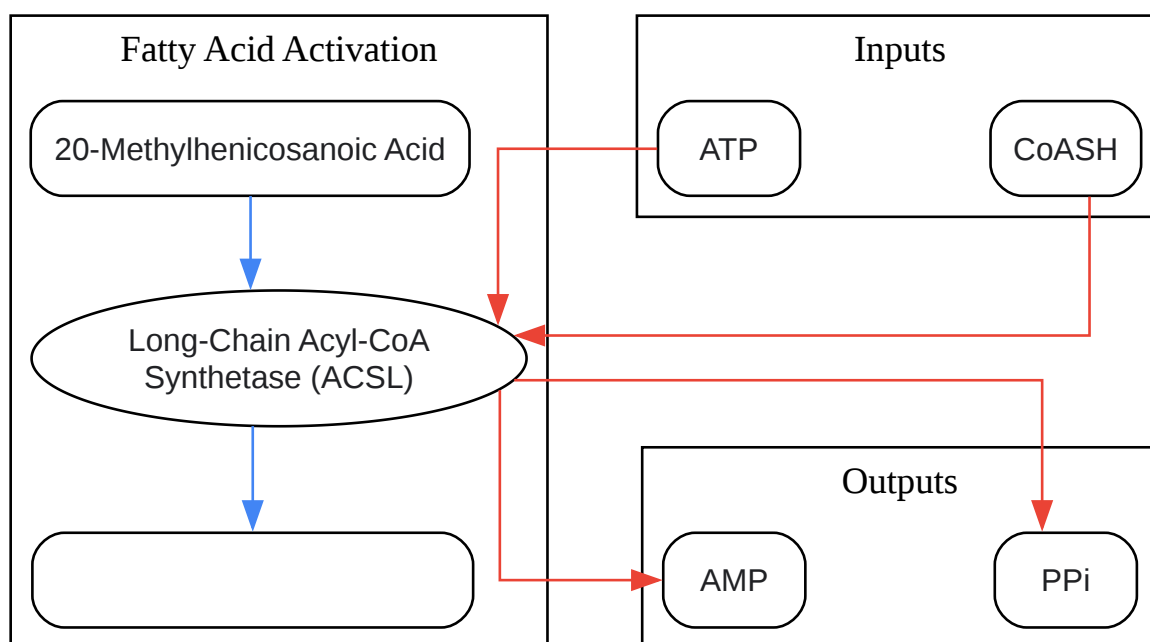 Fatty Acid Activation
Inputs
20-Methylhenicosanoic Acid
ATP
CoASH
Long-Chain Acyl-CoA
Synthetase (ACSL)
Outputs
AMP
PPi